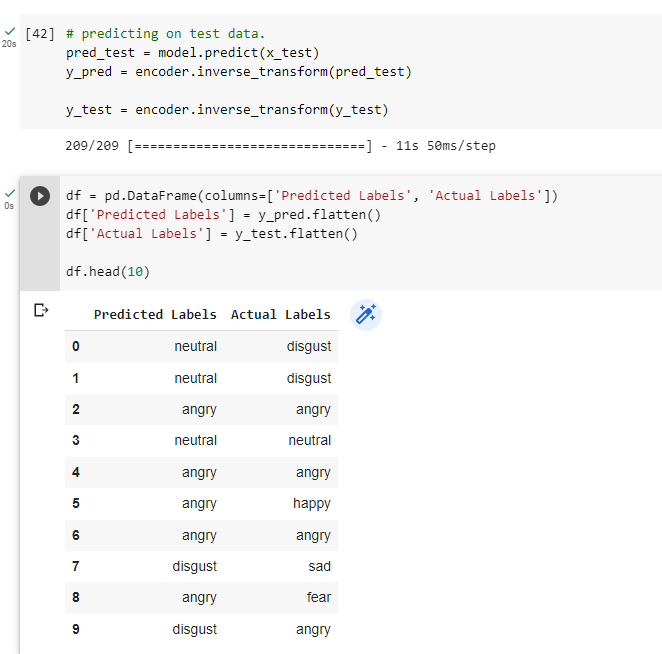 [42] # predicting on test data.
20s
pred_test = model.predict(x_test)
y_pred = encoder.inverse_transform(pred_test)
y_test = encoder.inverse_transform(y_test)
209/209 [==============================] - 11s 50ms/step
df = pd.DataFrame(columns=['Predicted Labels', 'Actual Labels'])
0s
df['Predicted Labels'] = y_pred.flatten()
df['Actual Labels'] = y_test.flatten()
df.head(10)
Predicted Labels Actual Labels
0 neutral disgust
1 neutral disgust
2 angry angry
3 neutral neutral
4 angry angry
5 angry happy
6 angry angry
7 disgust sad
8 angry fear
9 disgust angry